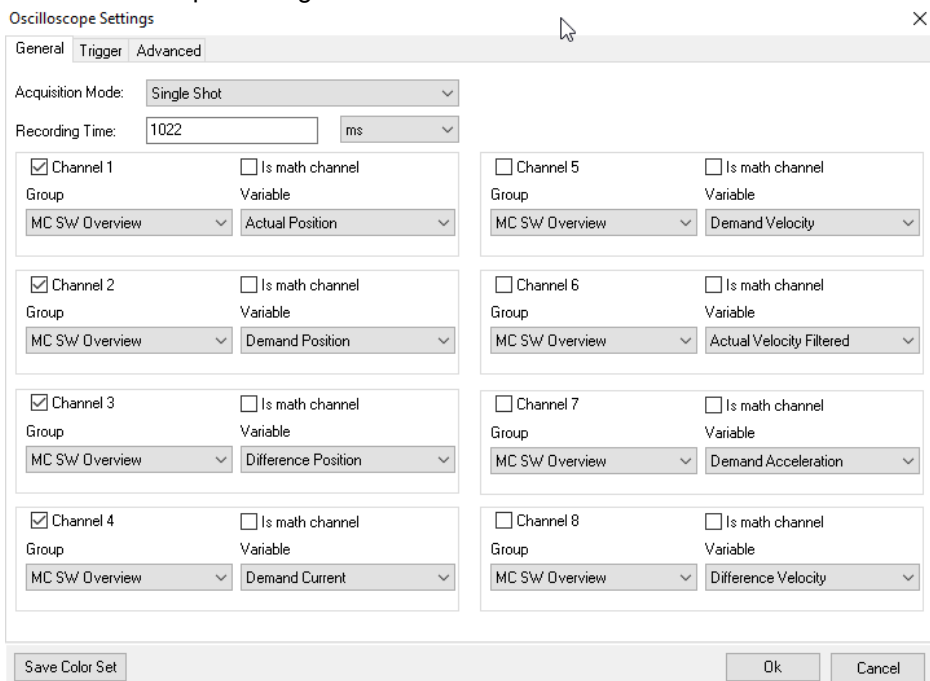 Oscilloscope Settings
General Trigger Advanced
Acquisition Mode: Single Shot
Recording Time: 1022 ms
Channel 1 Is math channel
Group Variable
MC SW Overview Actual Position
Channel 2 Is math channel
Group Variable
MC SW Overview Demand Position
Channel 3 Is math channel
Group Variable
MC SW Overview Difference Position
Channel 4 Is math channel
Group Variable
MC SW Overview Demand Current
Channel 5 Is math channel
Group Variable
MC SW Overview Demand Velocity
Channel 6 Is math channel
Group Variable
MC SW Overview Actual Velocity Filtered
Channel 7 Is math channel
Group Variable
MC SW Overview Demand Acceleration
Channel 8 Is math channel
Group Variable
MC SW Overview Difference Velocity
Save Color Set Ok Cancel